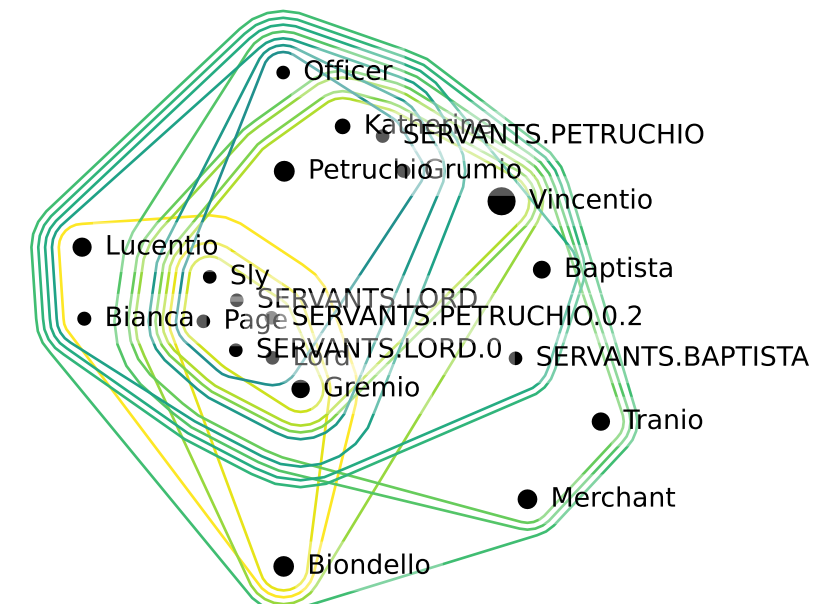 Officer
Katherine
SERVANTS.PETRUCHIO
Petruchio
Grumio
Vincentio
Lucentio
Baptista
Sly
SERVANTS.LORD
Bianca
Page
SERVANTS.PETRUCHIO.0.2
SERVANTS.LORD.0
Lord
SERVANTS.BAPTISTA
Gremio
Tranio
Merchant
Biondello